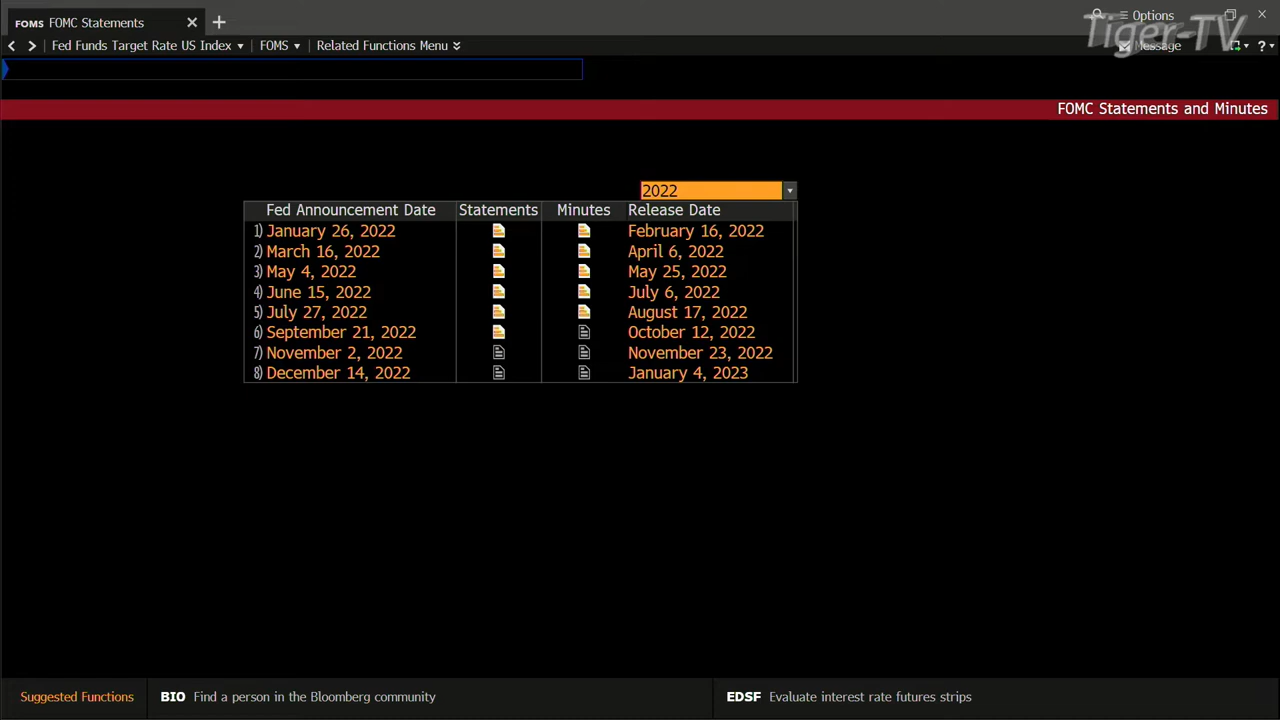 FOMS FOMC Statements
Options
Tiger-TV
Fed Funds Target Rate US Index FOMS Related Functions Menu Message ?
FOMC Statements and Minutes
2022
Fed Announcement Date Statements Minutes Release Date
1) January 26, 2022 February 16, 2022
2) March 16, 2022 April 6, 2022
3) May 4, 2022 May 25, 2022
4) June 15, 2022 July 6, 2022
5) July 27, 2022 August 17, 2022
6) September 21, 2022 October 12, 2022
7) November 2, 2022 November 23, 2022
8) December 14, 2022 January 4, 2023
Suggested Functions BIO Find a person in the Bloomberg community EDSF Evaluate interest rate futures strips